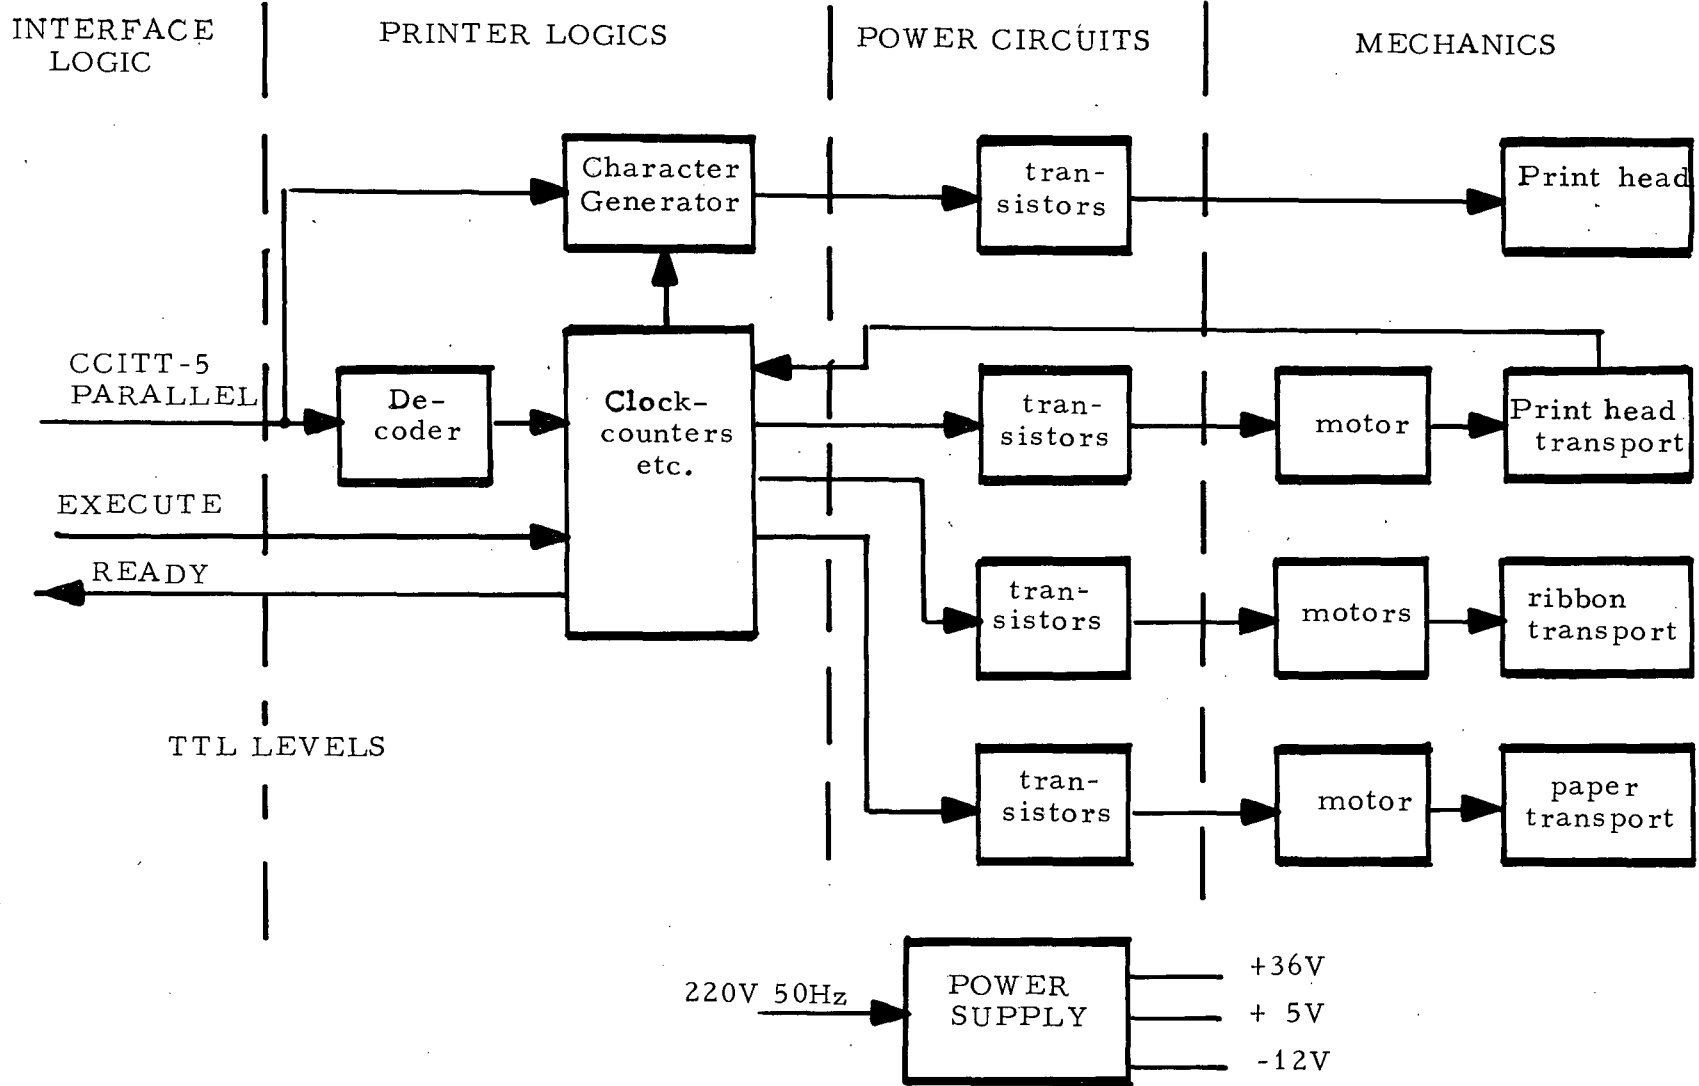 INTERFACE
LOGIC
PRINTER LOGICS
POWER CIRCUITS
MECHANICS
Character
Generator
tran-
sistors
Print head
CCITT-5
PARALLEL
De-
coder
Clock-
counters
etc.
tran-
sistors
motor
Print head
transport
EXECUTE
READY
tran-
sistors
motors
ribbon
transport
TTL LEVELS
tran-
sistors
motor
paper
transport
220V 50Hz
POWER
SUPPLY
+36V
+ 5V
-12V